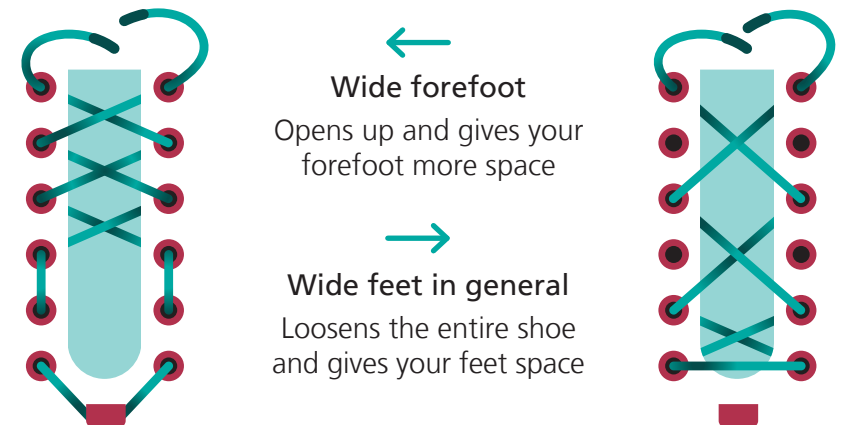 Wide forefoot
Opens up and gives your
forefoot more space
Wide feet in general
Loosens the entire shoe
and gives your feet space